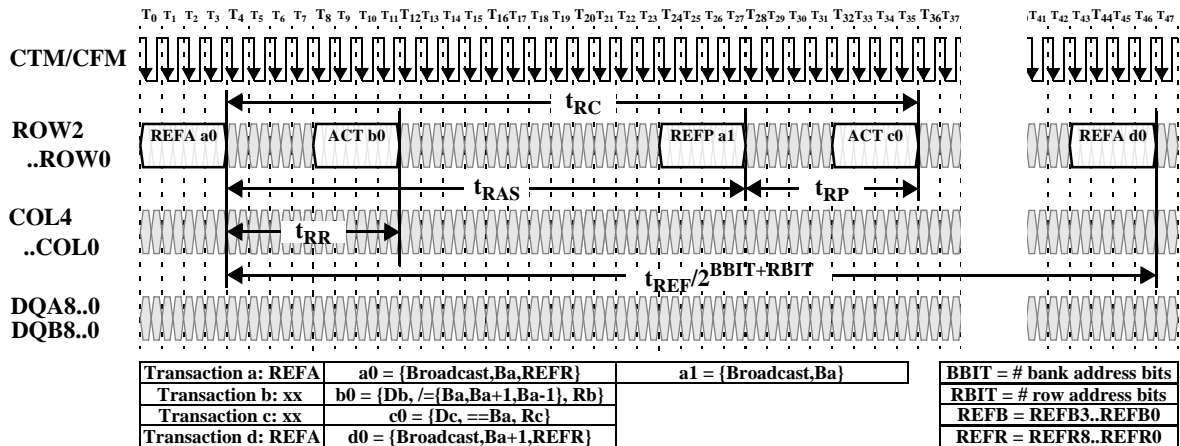 T0 T1 T2 T3 T4 T5 T6 T7 T8 T9 T10 T11 T12 T13 T14 T15 T16 T17 T18 T19 T20 T21 T22 T23 T24 T25 T26 T27 T28 T29 T30 T31 T32 T33 T34 T35 T36 T37 T41 T42 T43 T44 T45 T46 T47
CTM/CFM
tRC
ROW2
..ROW0
REFA a0 ACT b0 REFP a1 ACT c0 REFA d0
tRAS tRP
COL4
..COL0
tRR
tREF/2BBIT+RBIT
DQA8..0
DQB8..0
Transaction a: REFA a0 = {Broadcast,Ba,REFR} a1 = {Broadcast,Ba}
Transaction b: xx b0 = {Db, /={Ba,Ba+1,Ba-1}, Rb}
Transaction c: xx c0 = {Dc, ==Ba, Rc}
Transaction d: REFA d0 = {Broadcast,Ba+1,REFR}
BBIT = # bank address bits
RBIT = # row address bits
REFB = REFB3..REFB0
REFR = REFR8..REFR0